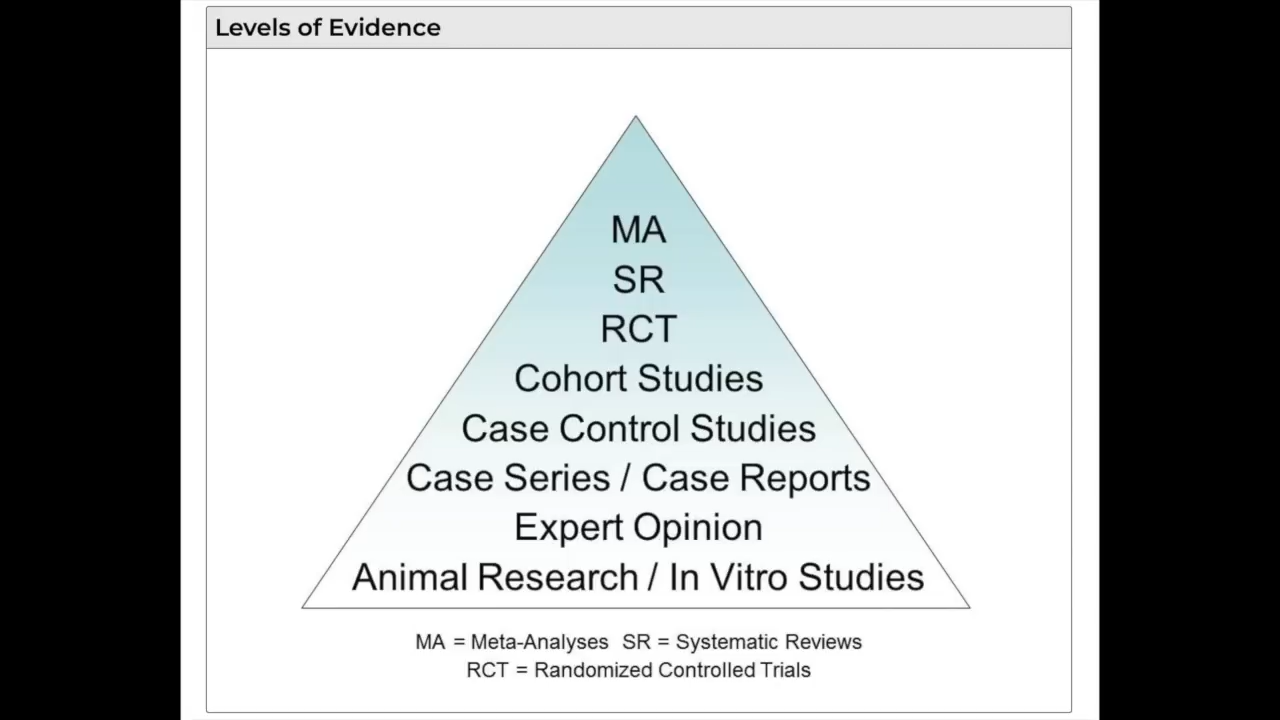 Levels of Evidence
MA
SR
RCT
Cohort Studies
Case Control Studies
Case Series / Case Reports
Expert Opinion
Animal Research / In Vitro Studies
MA = Meta-Analyses SR = Systematic Reviews
RCT = Randomized Controlled Trials